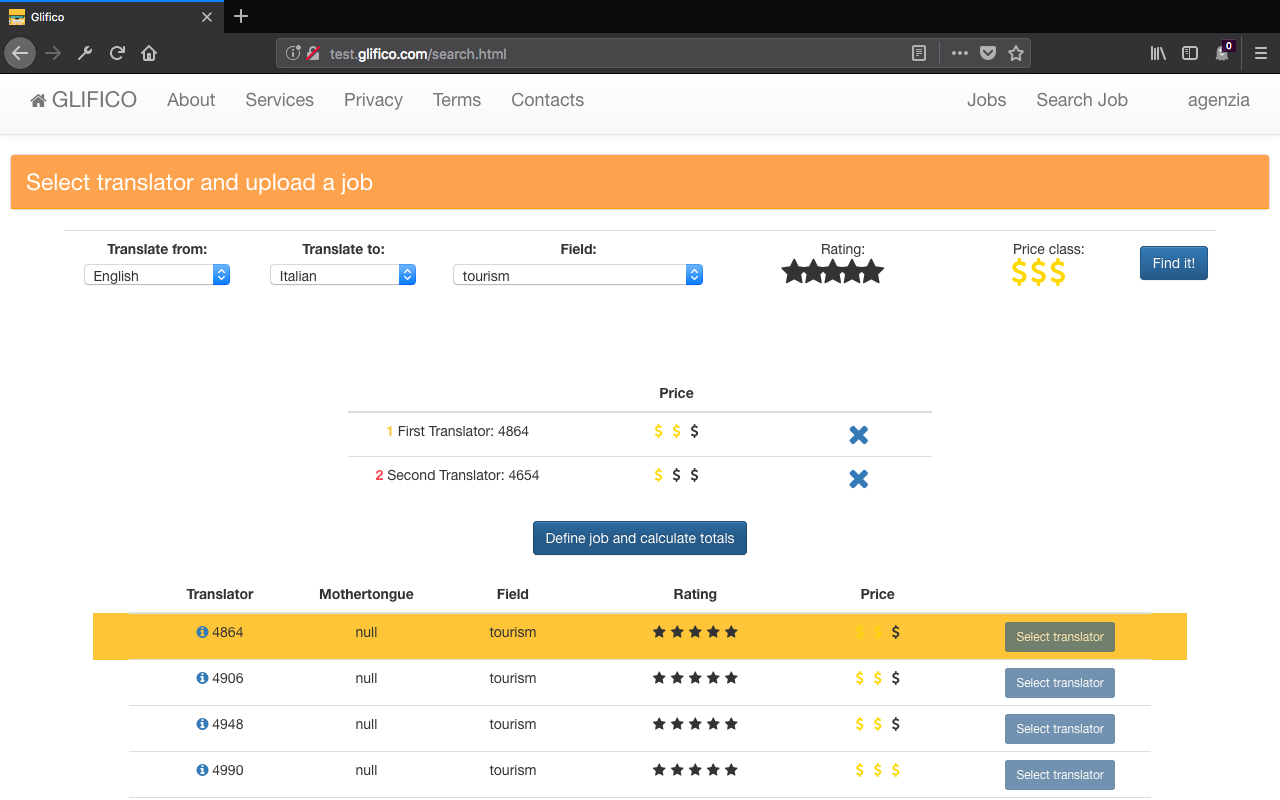 Glifico
0
test.glifico.com/search.html
GLIFICO About Services Privacy Terms Contacts Jobs Search Job agenzia
Select translator and upload a job
Translate from: Translate to: Field: Rating: Price class:
English Italian tourism $$$ Find it!
Price
1 First Translator: 4864 $ $ $
2 Second Translator: 4654 $ $ $
Define job and calculate totals
Translator Mothertongue Field Rating Price
4864 null tourism $ $ $ Select translator
4906 null tourism $ $ $ Select translator
4948 null tourism $ $ $ Select translator
4990 null tourism $ $ $ Select translator